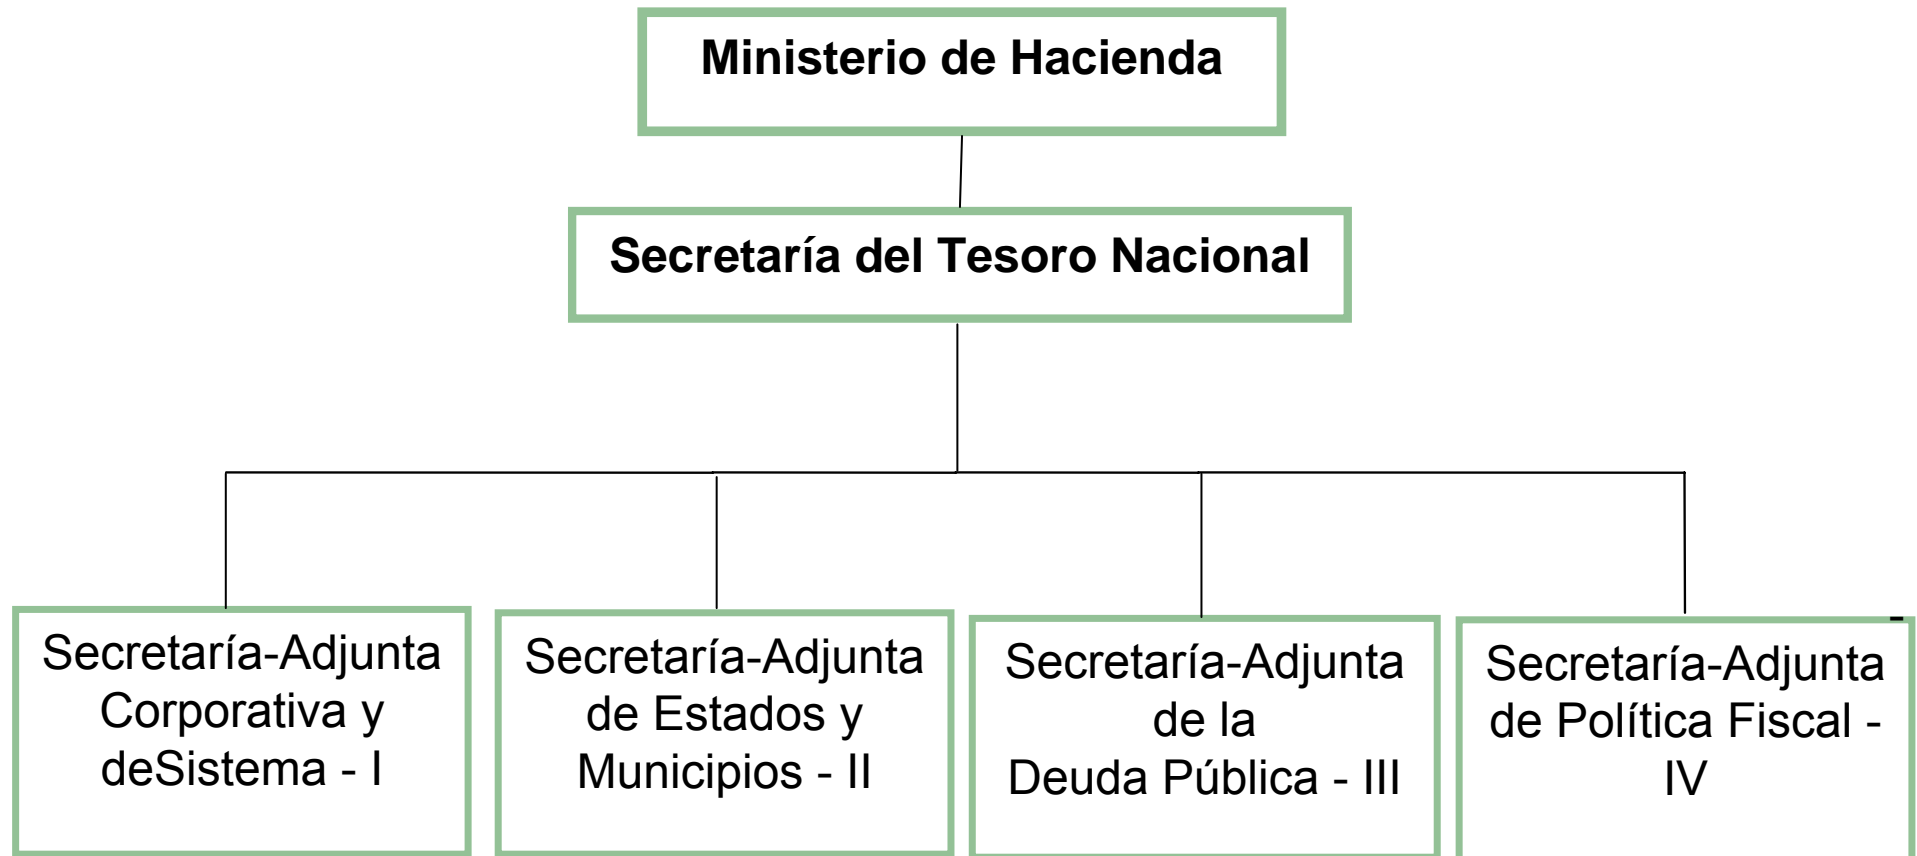 Ministerio de Hacienda
Secretaría del Tesoro Nacional
Secretaría-Adjunta
Corporativa y
deSistema - I
Secretaría-Adjunta
de Estados y
Municipios - II
Secretaría-Adjunta
de la
Deuda Pública - III
Secretaría-Adjunta
de Política Fiscal -
IV